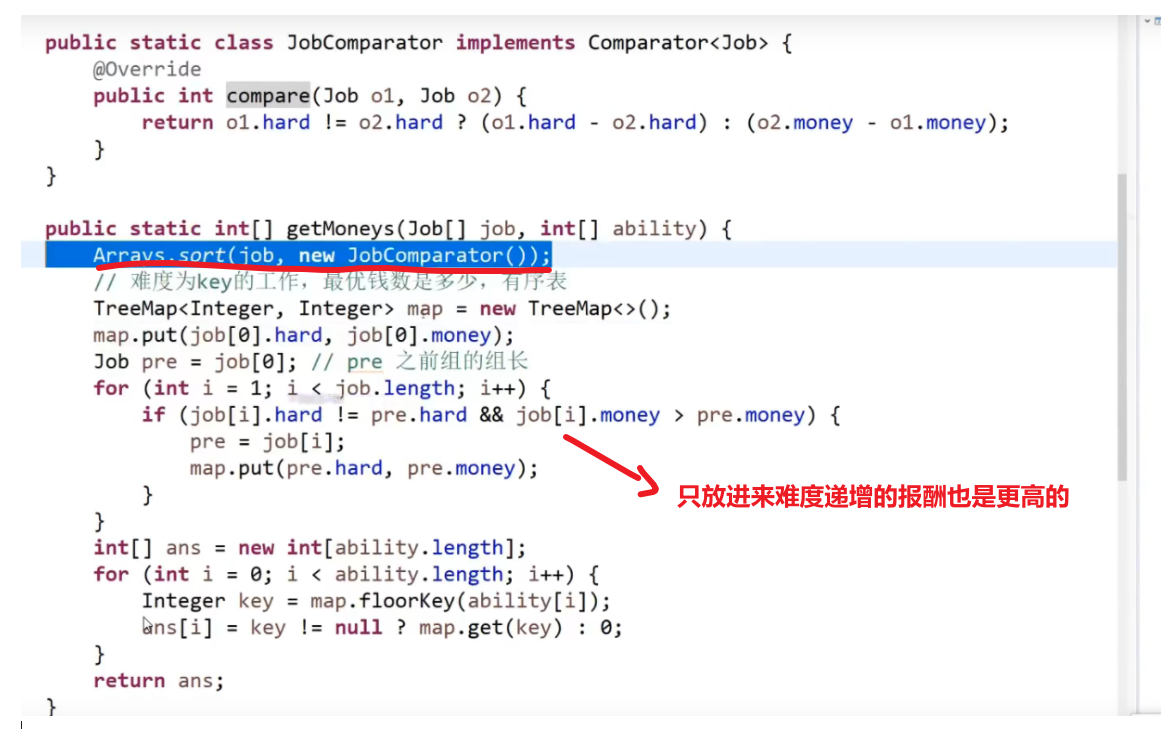 public static class JobComparator implements Comparator<Job> {
@Override
public int compare(Job o1, Job o2) {
return o1.hard != o2.hard ? (o1.hard - o2.hard) : (o2.money - o1.money);
}
}
public static int[] getMoneys(Job[] job, int[] ability) {
Arrays.sort(job, new JobComparator());
// 难度为key的工作，最优钱数是多少，有序表
TreeMap<Integer, Integer> map = new TreeMap<>();
map.put(job[0].hard, job[0].money);
Job pre = job[0]; // pre 之前组的组长
for (int i = 1; i < job.length; i++) {
if (job[i].hard != pre.hard && job[i].money > pre.money) {
pre = job[i];
map.put(pre.hard, pre.money);
只放进来难度递增的报酬也是更高的
}
}
int[] ans = new int[ability.length];
for (int i = 0; i < ability.length; i++) {
Integer key = map.floorKey(ability[i]);
ans[i] = key != null ? map.get(key) : 0;
}
return ans;
}